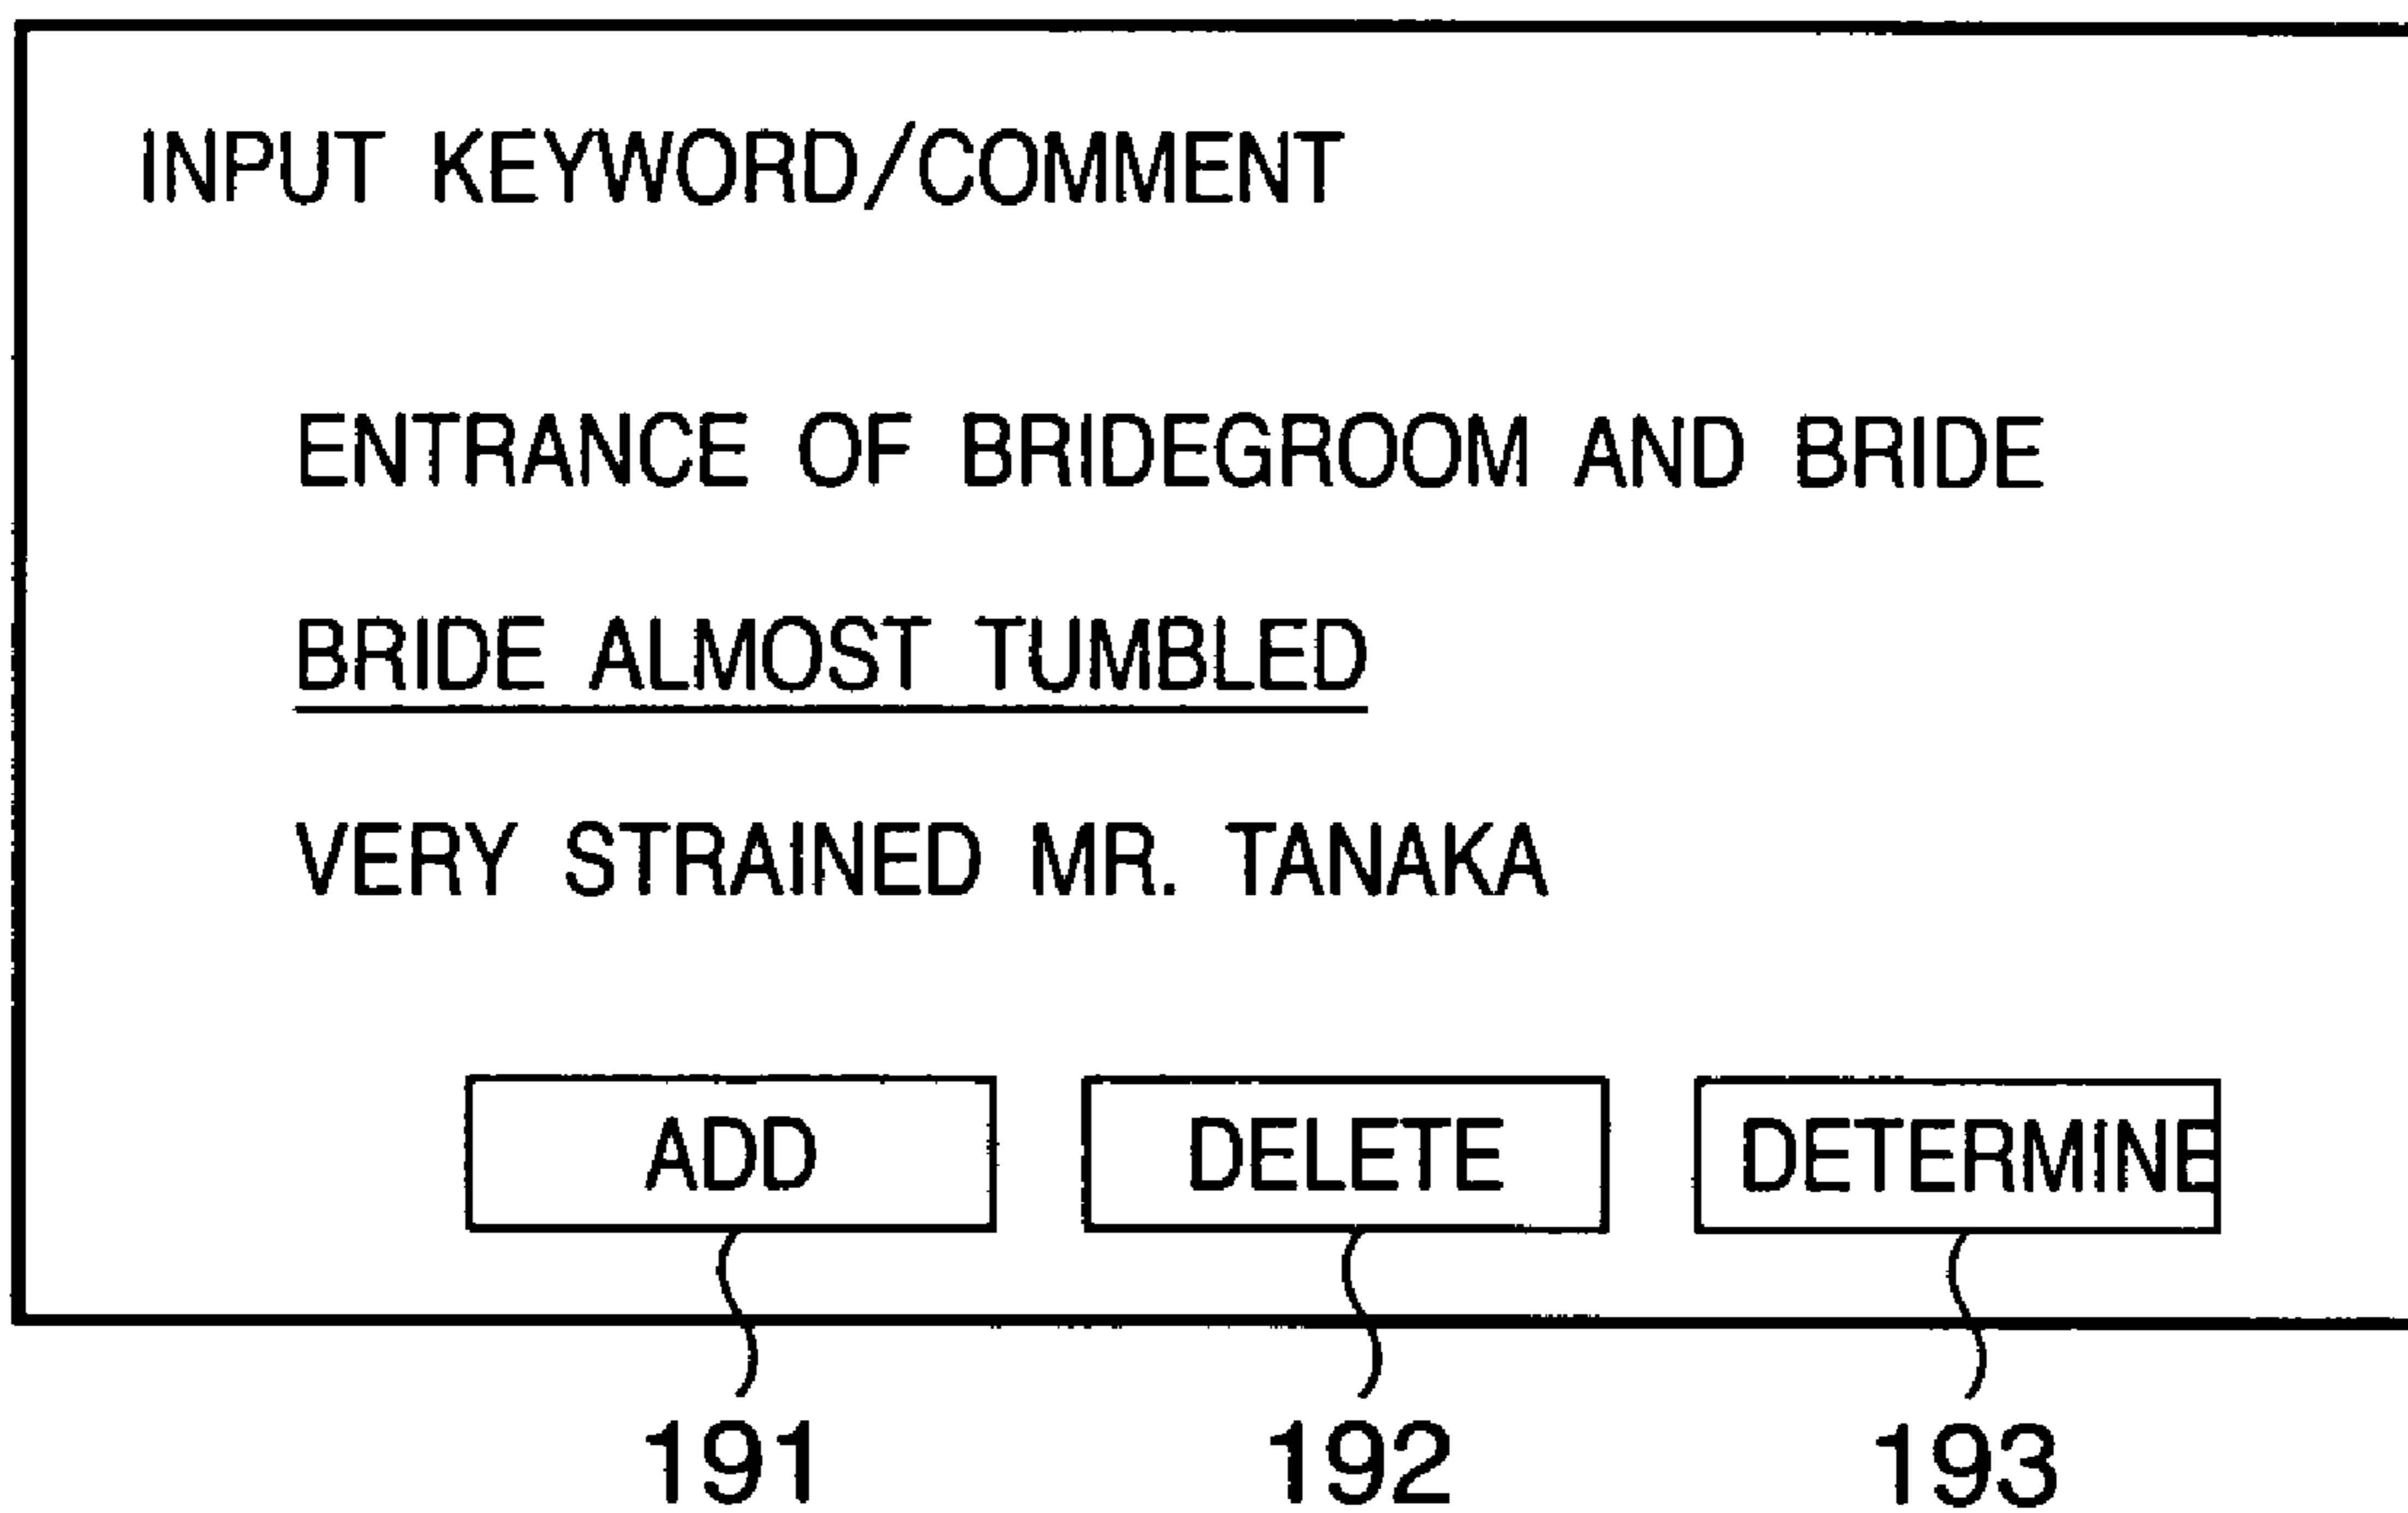 INPUT KEYWORD/COMMENT
ENTRANCE OF BRIDEGROOM AND BRIDE
BRIDE ALMOST TUMBLED
VERY STRAINED MR. TANAKA
ADD DELETE DETERMINE
191 192 193